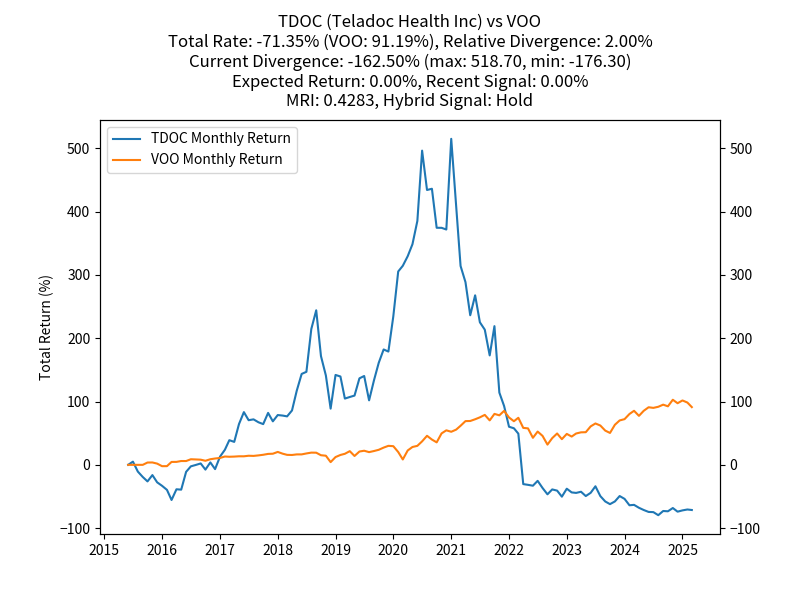 TDOC (Teladoc Health Inc) vs VOO
Total Rate: -71.35% (VOO: 91.19%), Relative Divergence: 2.00%
Current Divergence: -162.50% (max: 518.70, min: -176.30)
Expected Return: 0.00%, Recent Signal: 0.00%
MRI: 0.4283, Hybrid Signal: Hold
TDOC Monthly Return
VOO Monthly Return
Total Return (%)
500
400
300
200
100
0
−100
500
400
300
200
100
0
−100
2015 2016 2017 2018 2019 2020 2021 2022 2023 2024 2025